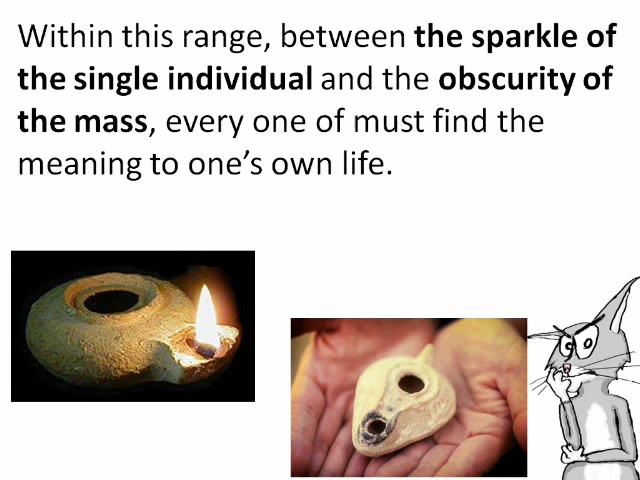 Within this range, between the sparkle of
the single individual and the obscurity of
the mass, every one of must find the
meaning to one's own life.